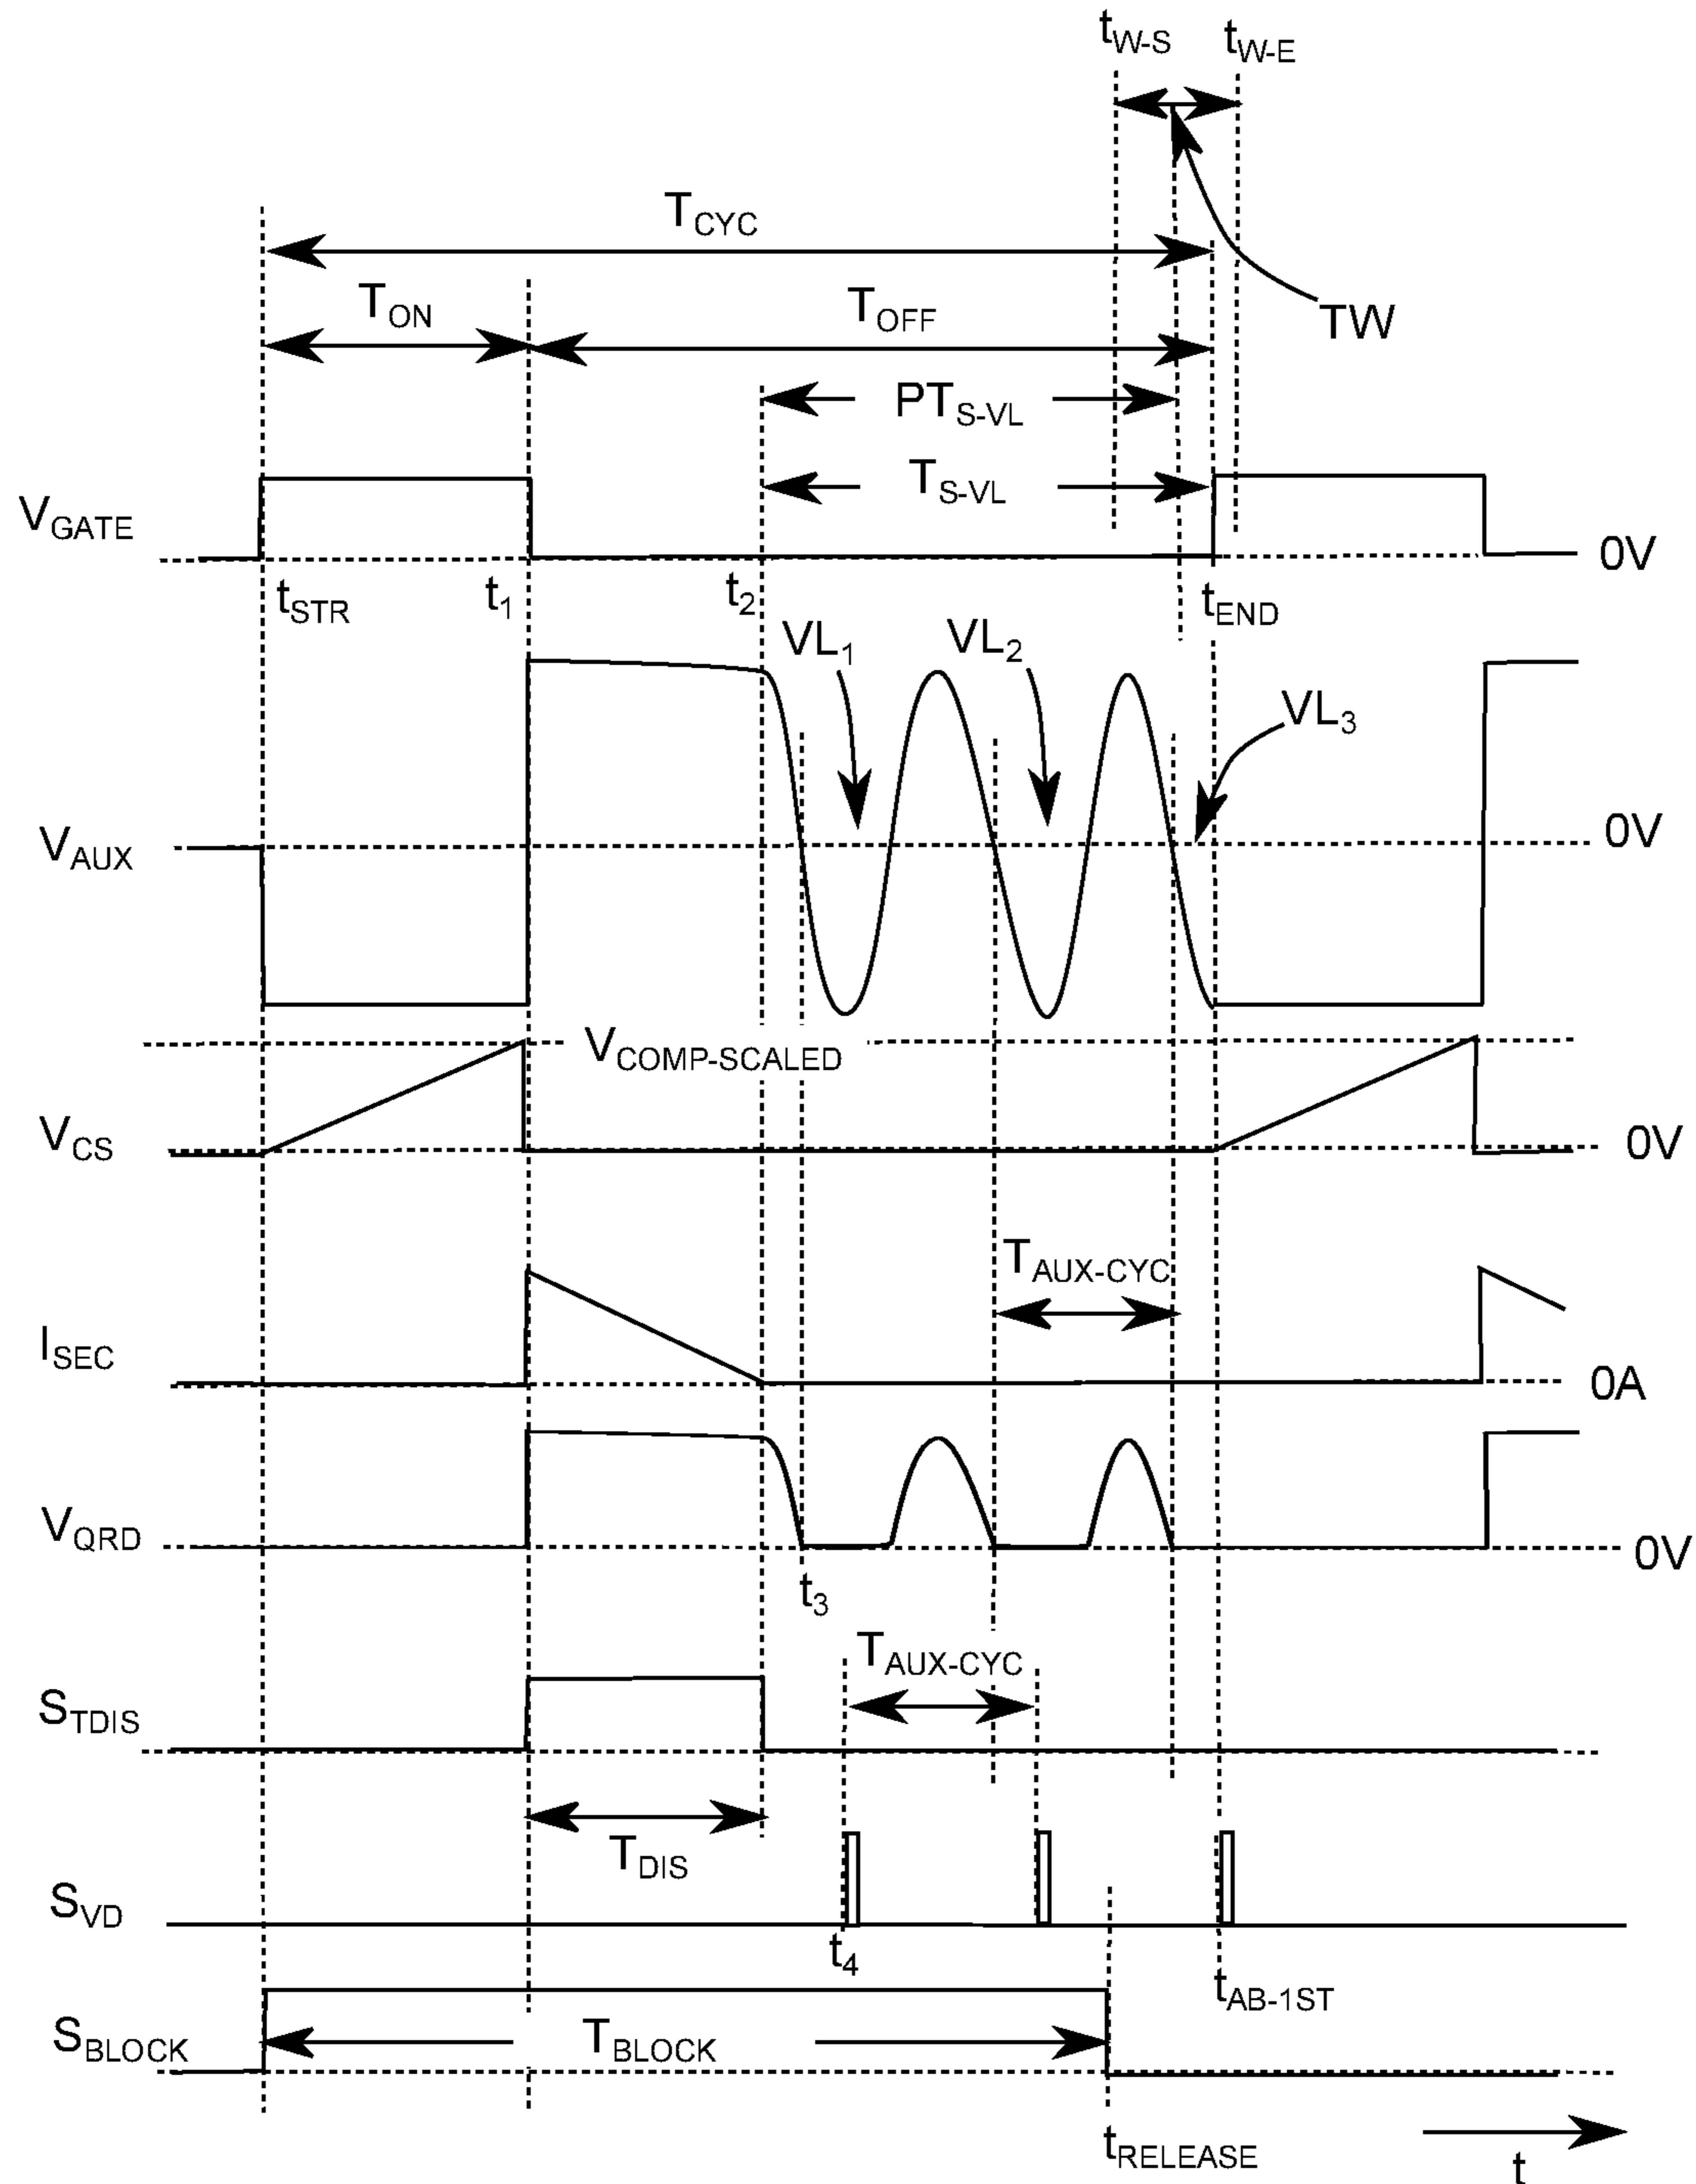 tW-S
tW-E
TCYC
TON
TOFF
TW
PTS-VL
TS-VL
VGATE
0V
tSTR
t1
t2
tEND
VL1
VL2
VL3
VAUX
0V
VCOMP-SCALED
VCS
0V
TAUX-CYC
ISEC
0A
VQRD
0V
t3
TAUX-CYC
STDIS
TDIS
SVD
t4
tAB-1ST
SBLOCK
TBLOCK
tRELEASE
t